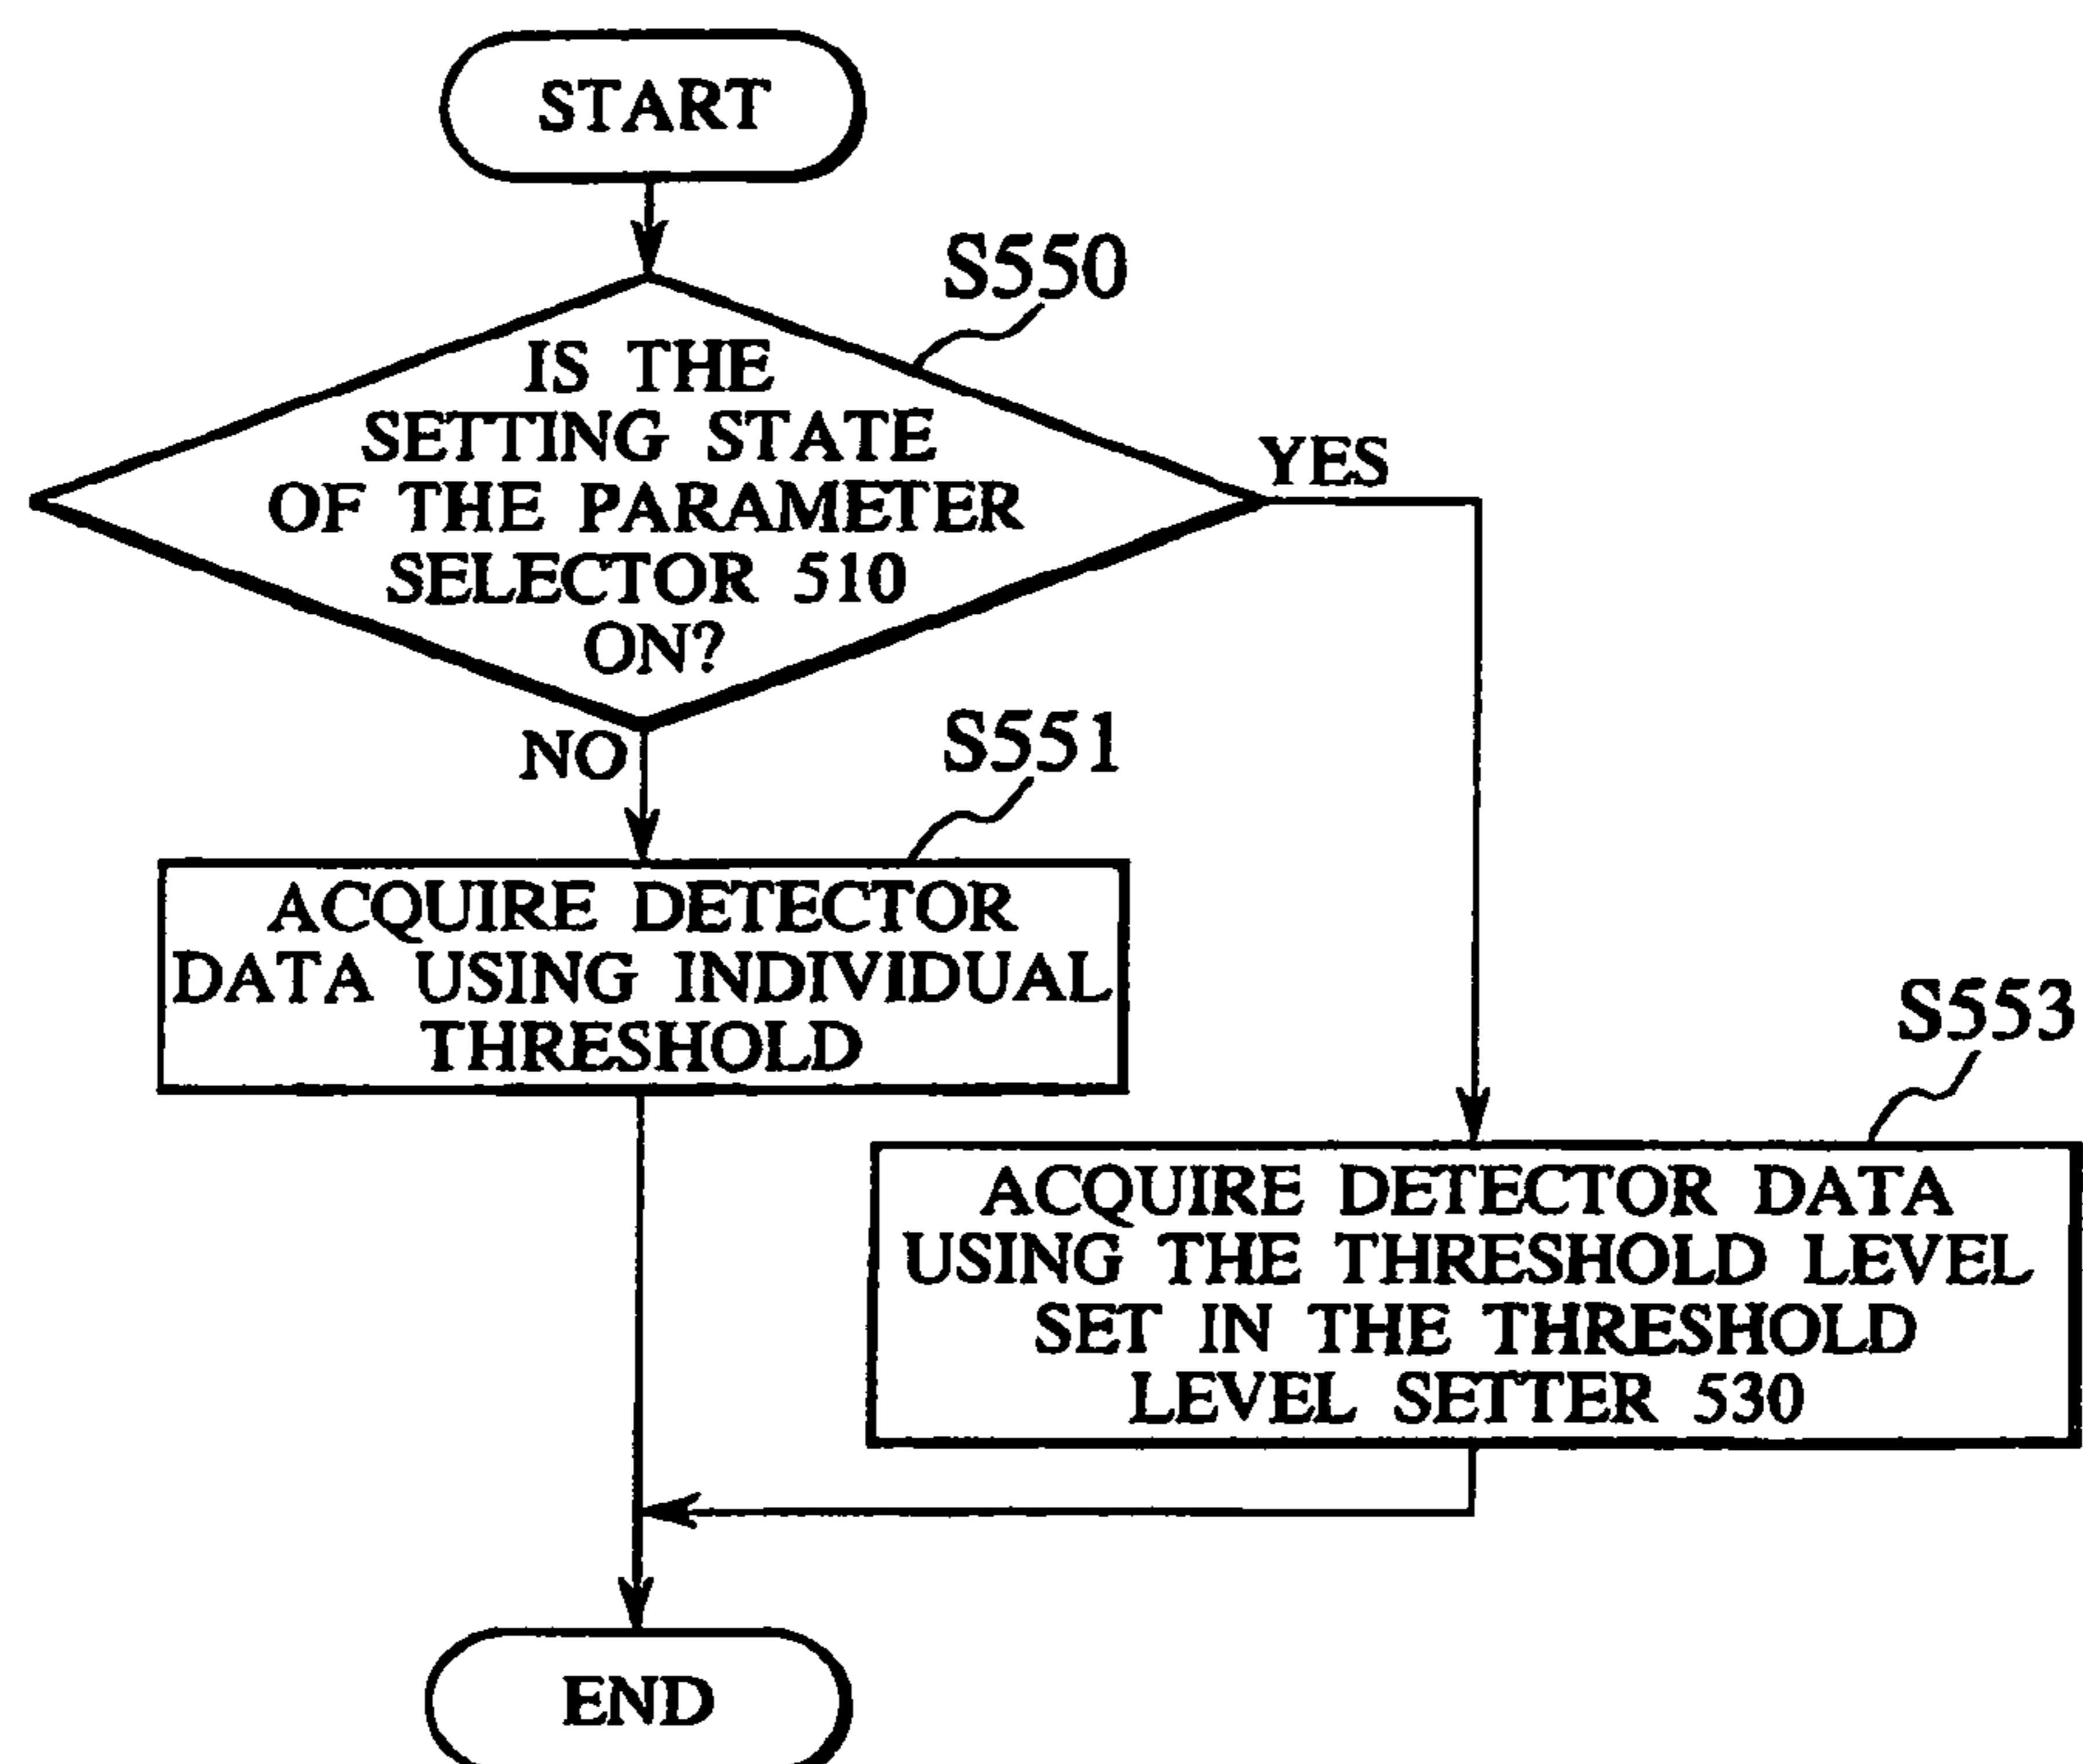 START
S550
IS THE
SETTING STATE
OF THE PARAMETER
SELECTOR 510
ON?
YES
NO
S551
ACQUIRE DETECTOR
DATA USING INDIVIDUAL
THRESHOLD
S553
ACQUIRE DETECTOR DATA
USING THE THRESHOLD LEVEL
SET IN THE THRESHOLD
LEVEL SETTER 530
END